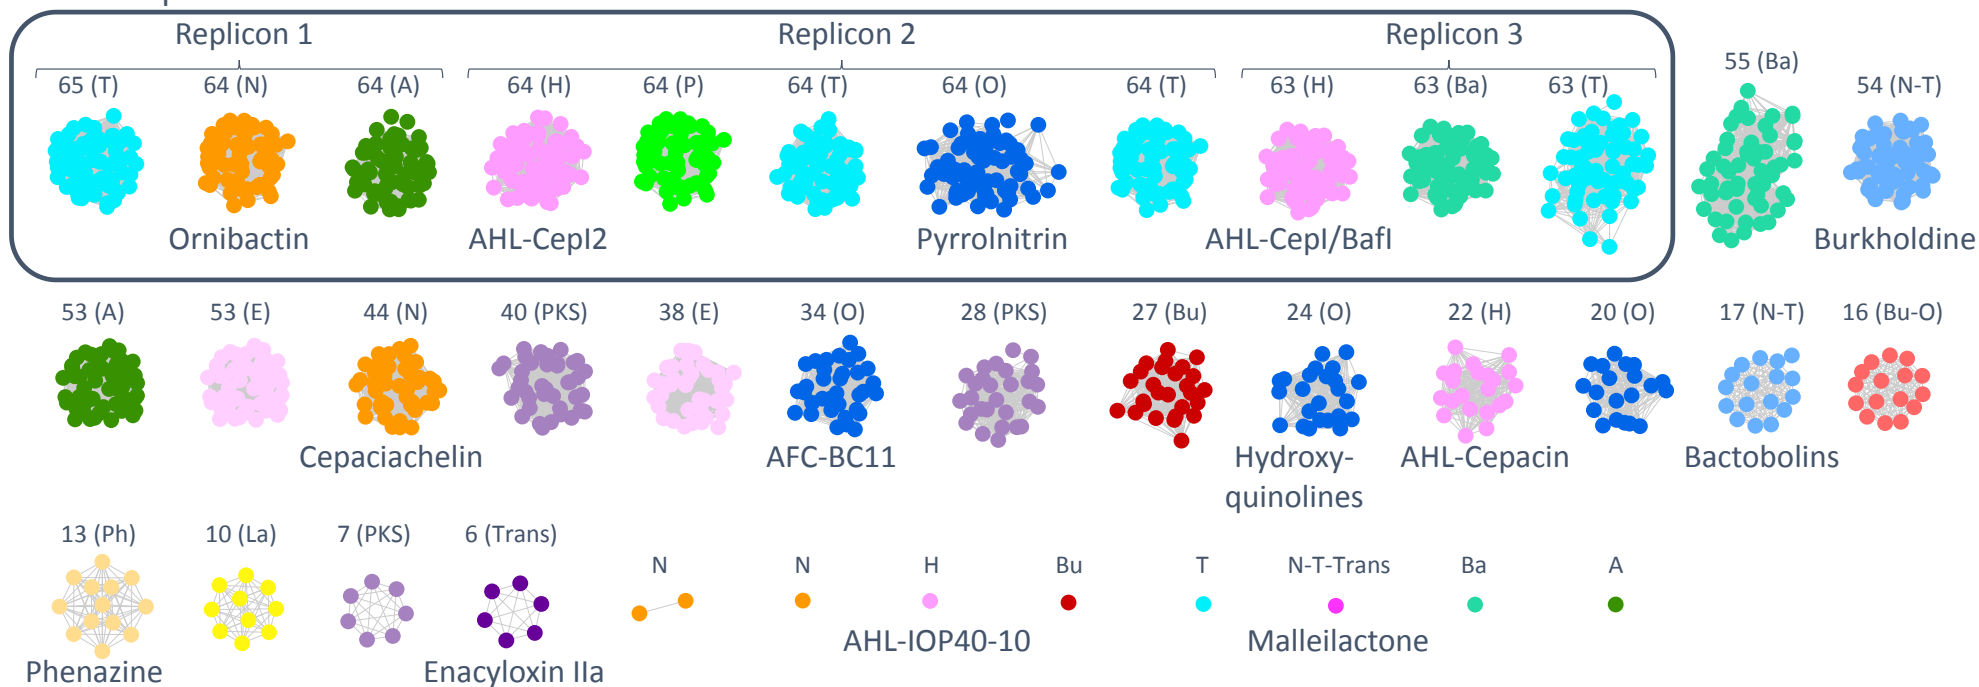 Replicon 1 Replicon 2 Replicon 3
65 (T) 64 (N) 64 (A) 64 (H) 64 (P) 64 (T) 64 (O) 64 (T) 63 (H) 63 (Ba) 63 (T) 55 (Ba) 54 (N-T)
Ornibactin AHL-CepI2 Pyrrolnitrin AHL-CepI/BafI Burkholdine
53 (A) 53 (E) 44 (N) 40 (PKS) 38 (E) 34 (O) 28 (PKS) 27 (Bu) 24 (O) 22 (H) 20 (O) 17 (N-T) 16 (Bu-O)
Cepaciachelin AFC-BC11 Hydroxy- AHL-Cepacin Bactobolins
quinolines
13 (Ph) 10 (La) 7 (PKS) 6 (Trans) N N H Bu T N-T-Trans Ba A
Phenazine Enacyloxin IIa AHL-IOP40-10 Malleilactone